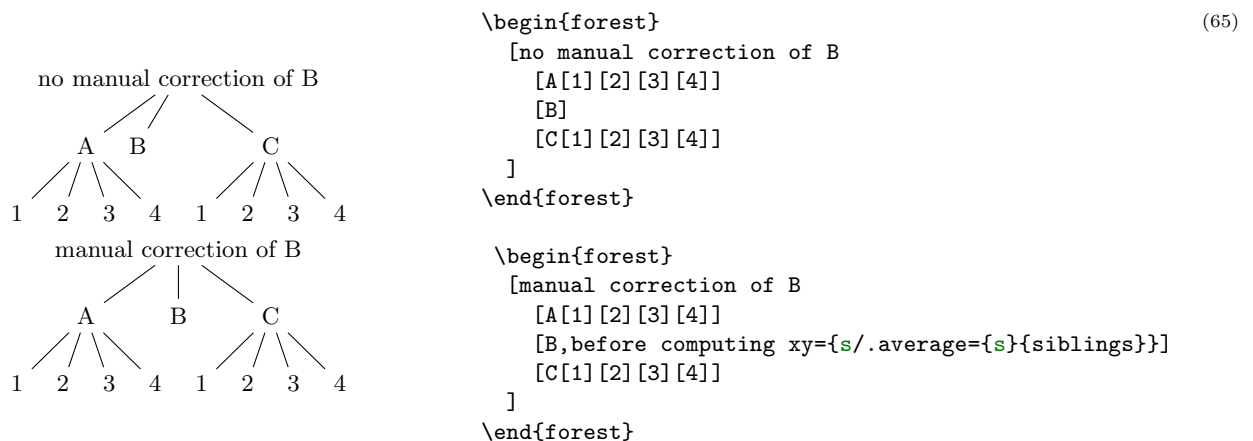 no manual correction of B
A B C
1 2 3 4 1 2 3 4
manual correction of B
A B C
1 2 3 4 1 2 3 4
\begin{forest}
[no manual correction of B
[A[1][2][3][4]]
[B]
[C[1][2][3][4]]
]
\end{forest}
\begin{forest}
[manual correction of B
[A[1][2][3][4]]
[B,before computing xy={s/.average={s}{siblings}}]
[C[1][2][3][4]]
]
\end{forest}
(65)